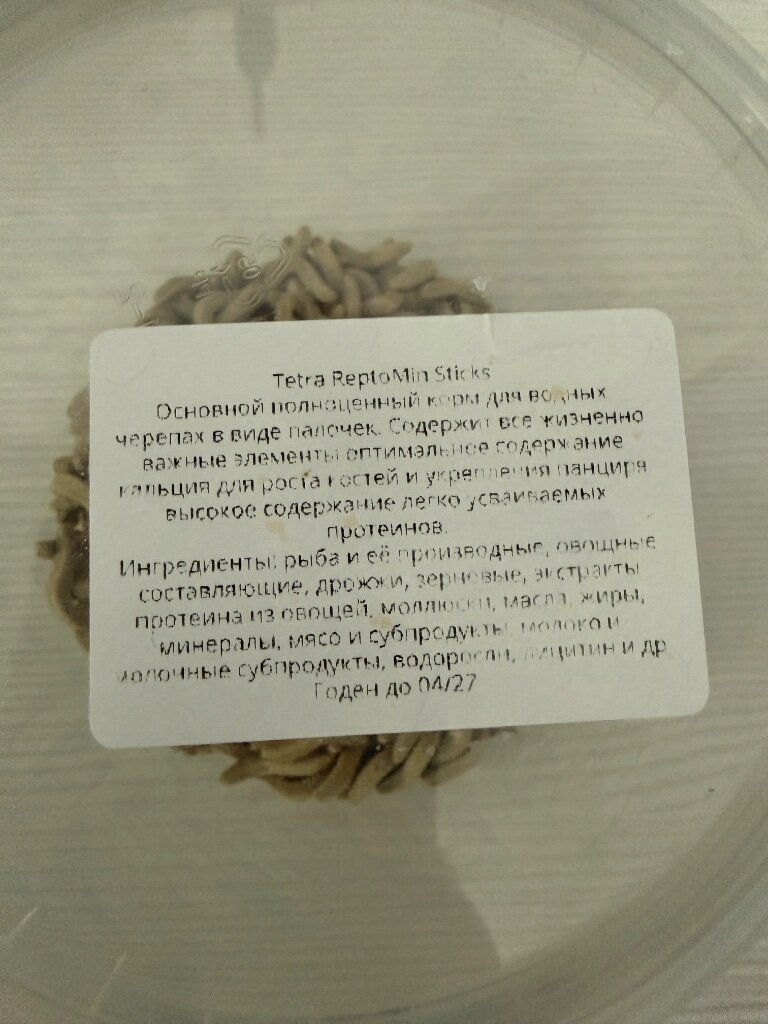 Tetra ReptoMin Sticks
Основной полноценный корм для водных
черепах в виде палочек. Содержит все жизненно
важные элементы оптимальное содержание
кальция для роста костей и укрепления панциря
высокое содержание легко усваиваемых
протеинов.
Ингредиенты: рыба и её производные, овощные
составляющие, дрожжи, зерновые, экстракты
протеина из овощей, моллюски, масла, жиры,
минералы, мясо и субпродукты, молоко и
молочные субпродукты, водоросли, лицитин и др
Годен до 04/27